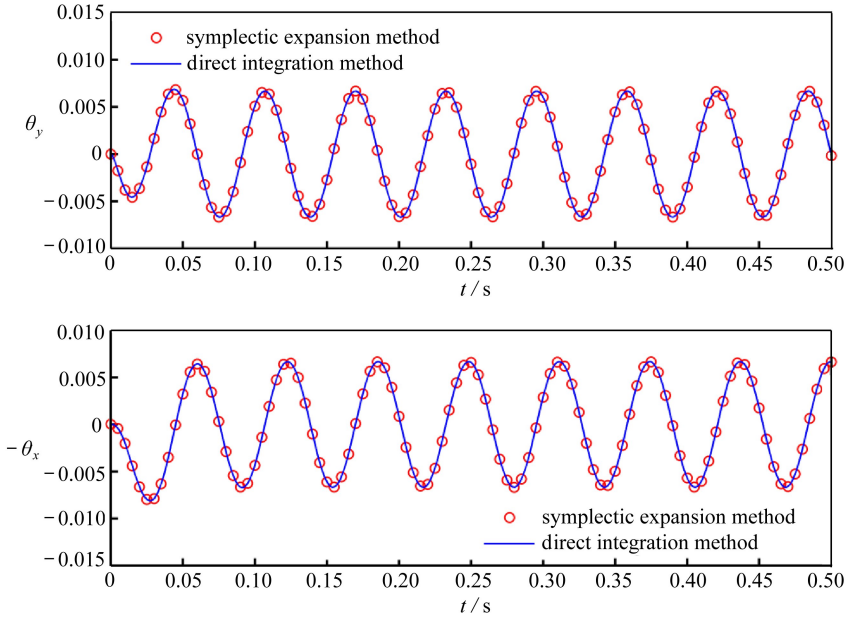 0.015
symplectic expansion method
0.010
direct integration method
0.005
θy
0
−0.005
−0.010
0 0.05 0.10 0.15 0.20 0.25 0.30 0.35 0.40 0.45 0.50
t / s
0.010
0.005
0
−θx
−0.005
−0.010
symplectic expansion method
direct integration method
−0.015
0 0.05 0.10 0.15 0.20 0.25 0.30 0.35 0.40 0.45 0.50
t / s